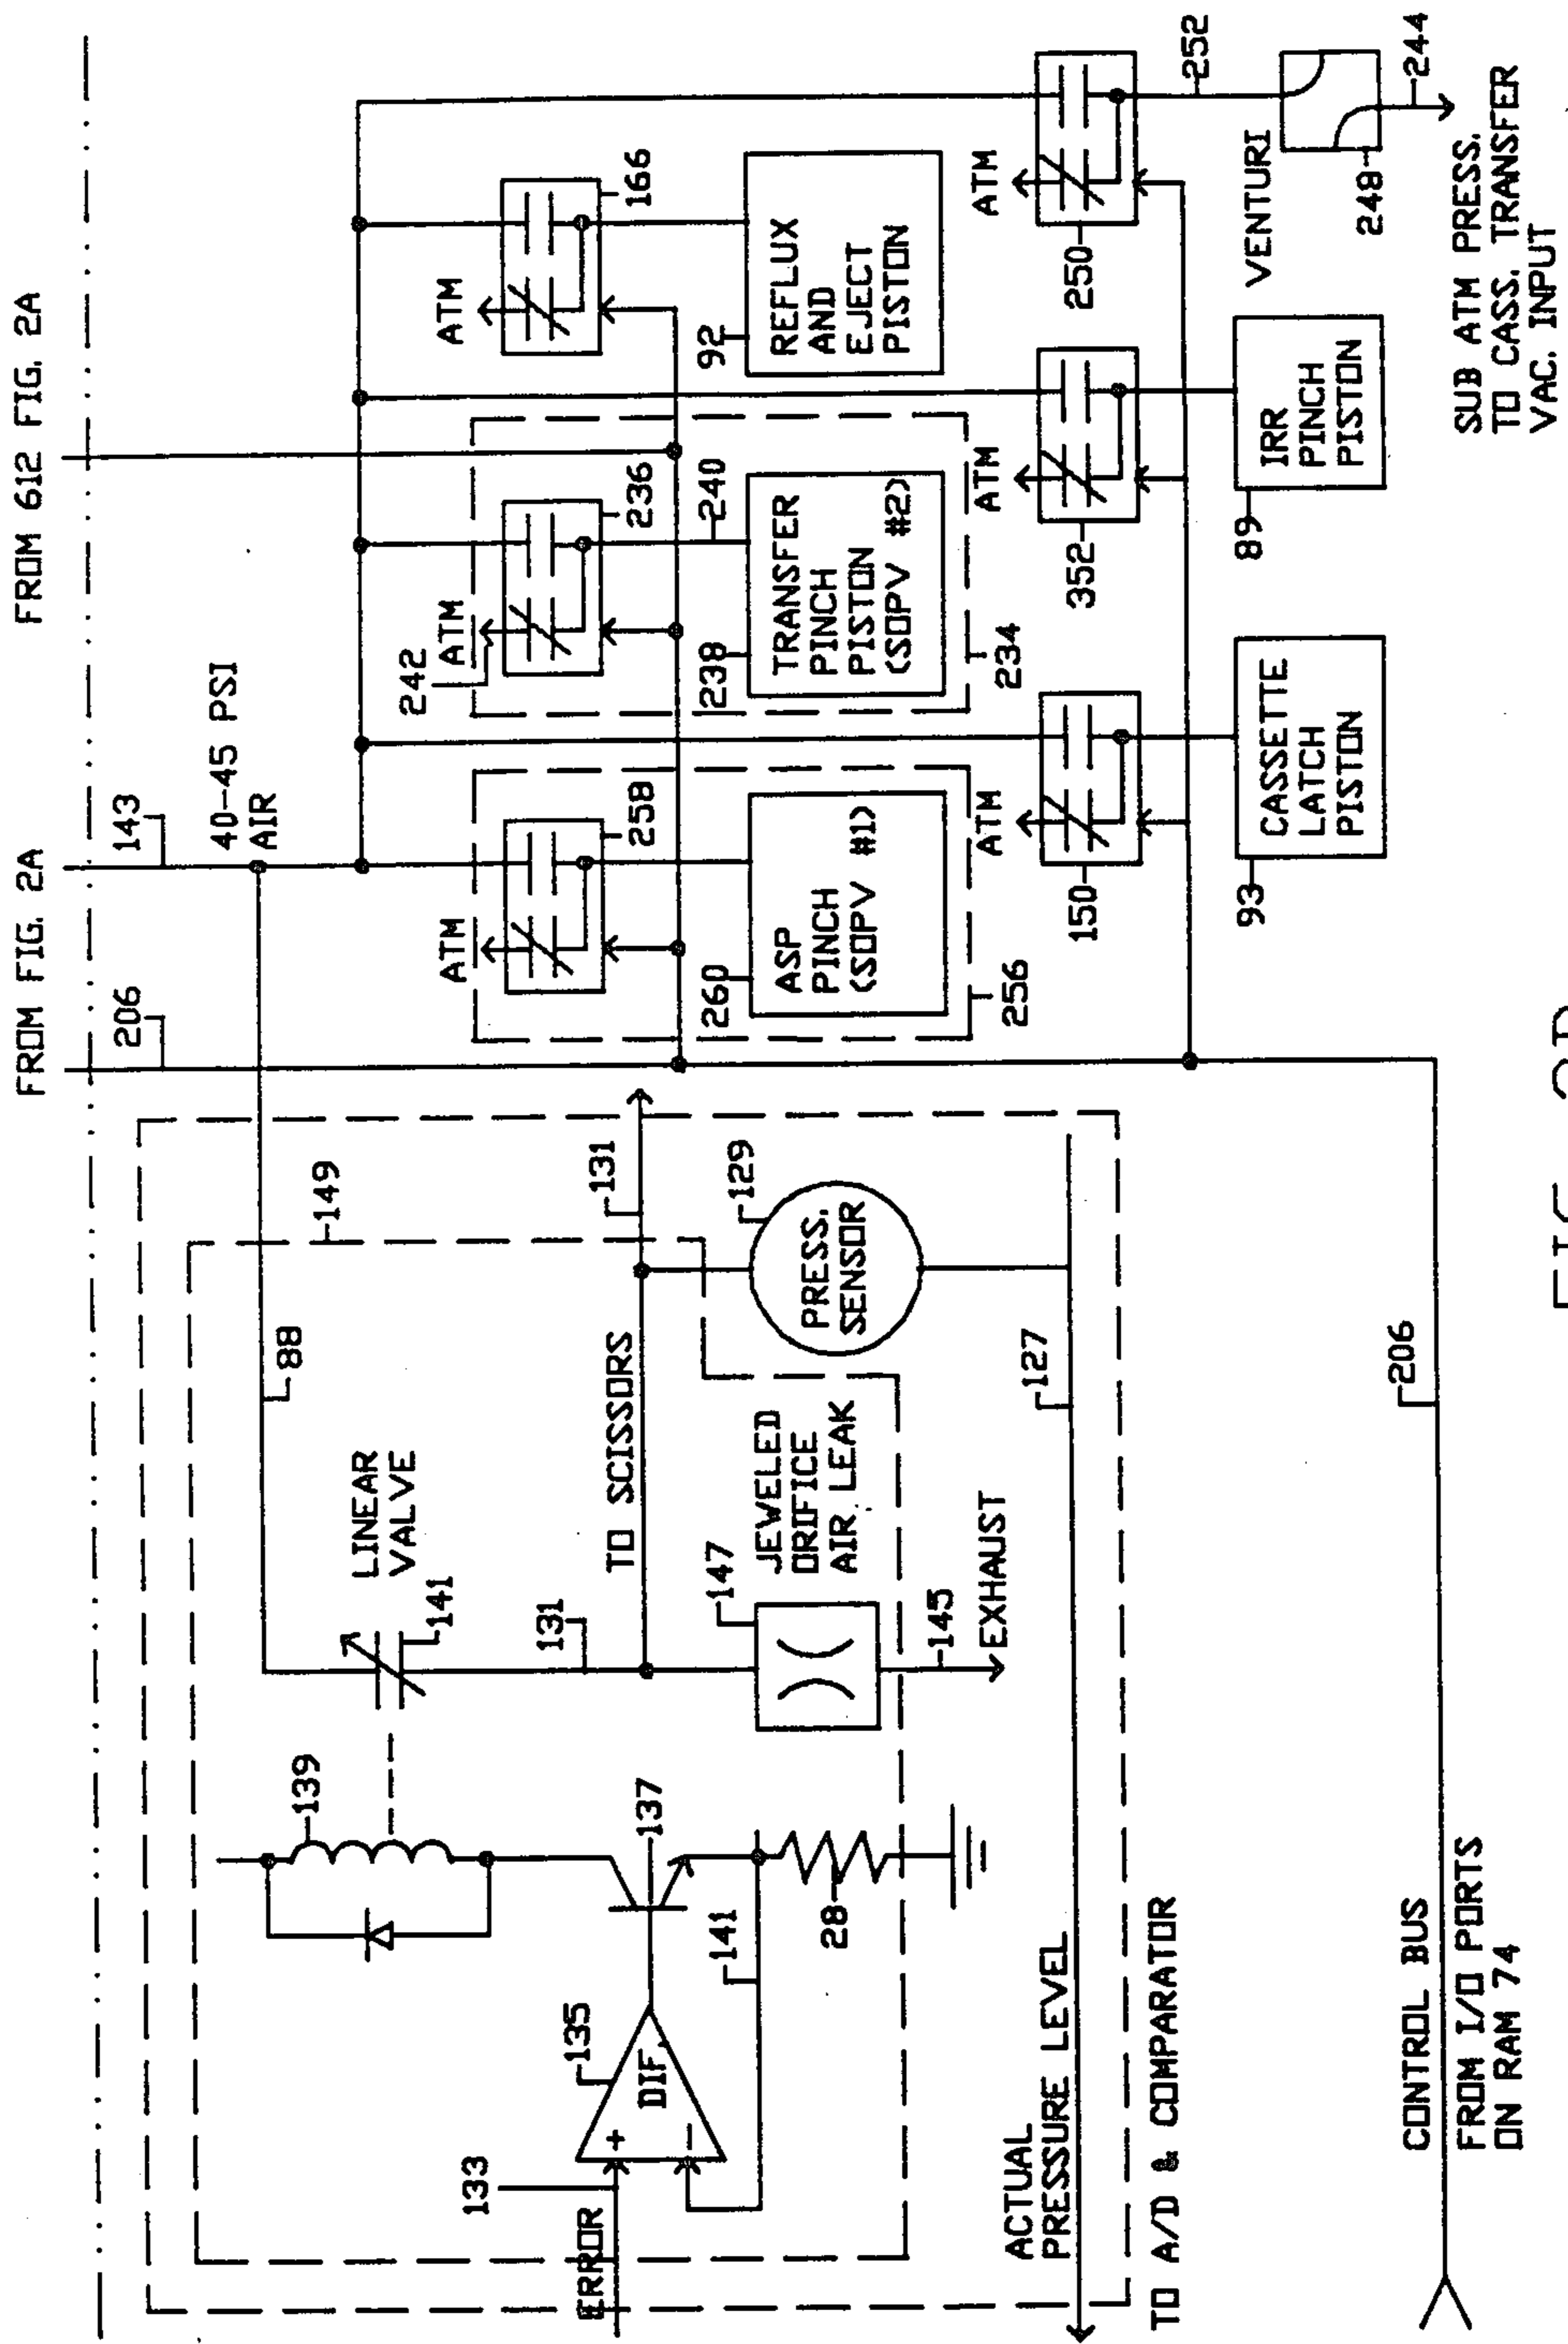 FROM FIG. 2A
FROM 612 FIG. 2A
206
143
40-45 PSI
AIR
88
149
139
LINEAR
VALVE
141
131
TO SCISSORS
131
133
ERROR
+
-
DIF.
135
137
141
28
147
JEWELED
ORIFICE
AIR LEAK
145
EXHAUST
PRESS.
SENSOR
129
127
ACTUAL
PRESSURE LEVEL
TO A/D & COMPARATOR
ATM
258
260
ASP
PINCH
(SOPV #1)
256
242
ATM
236
240
238
TRANSFER
PINCH
PISTON
(SOPV #2)
234
ATM
166
92
REFLUX
AND
EJECT
PISTON
ATM
150
93
CASSETTE
LATCH
PISTON
ATM
352
89
IRR
PINCH
PISTON
ATM
250
252
VENTURI
248
244
SUB ATM PRESS.
TO CASS. TRANSFER
VAC. INPUT
206
CONTROL BUS
FROM I/O PORTS
ON RAM 74